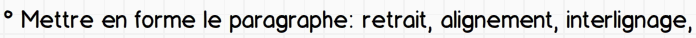 ° Mettre en forme le paragraphe: retrait, alignement, interlignage,